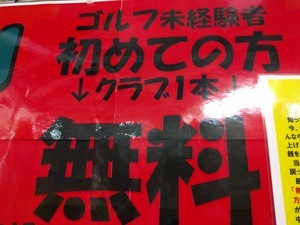 ゴルフ未経験者
初めての方
↓クラブ1本↓
無料